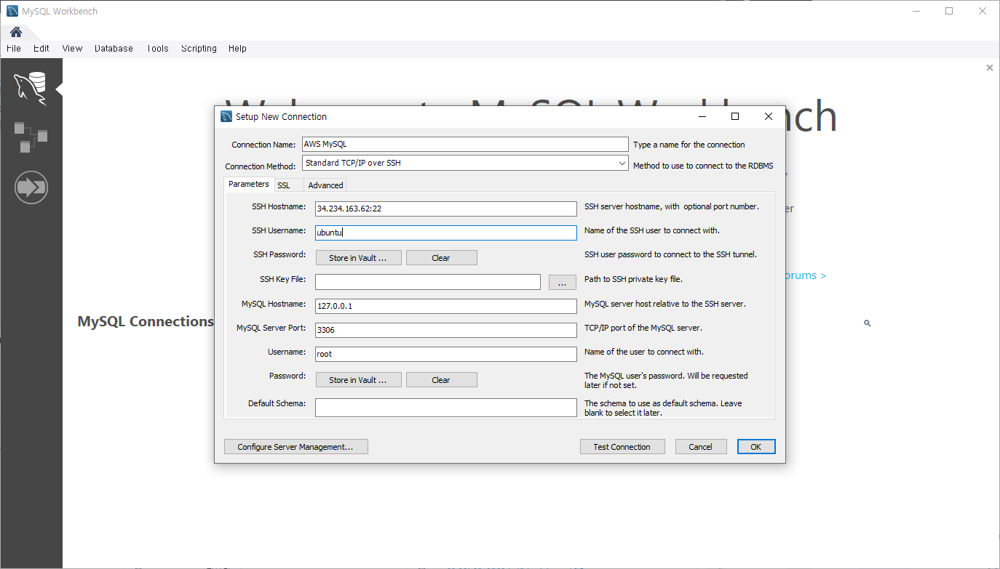 MySQL Workbench
File Edit View Database Tools Scripting Help
Setup New Connection
Connection Name: AWS MySQL Type a name for the connection
Connection Method: Standard TCP/IP over SSH Method to use to connect to the RDBMS
Parameters SSL Advanced
SSH Hostname: 34.234.163.62:22 SSH server hostname, with optional port number.
SSH Username: ubuntu Name of the SSH user to connect with.
SSH Password: Store in Vault ... Clear SSH user password to connect to the SSH tunnel.
SSH Key File: ... Path to SSH private key file.
MySQL Hostname: 127.0.0.1 MySQL server host relative to the SSH server.
MySQL Server Port: 3306 TCP/IP port of the MySQL server.
Username: root Name of the user to connect with.
Password: Store in Vault ... Clear The MySQL user's password. Will be requested
later if not set.
Default Schema: The schema to use as default schema. Leave
blank to select it later.
Configure Server Management... Test Connection Cancel OK
orums >
MySQL Connections